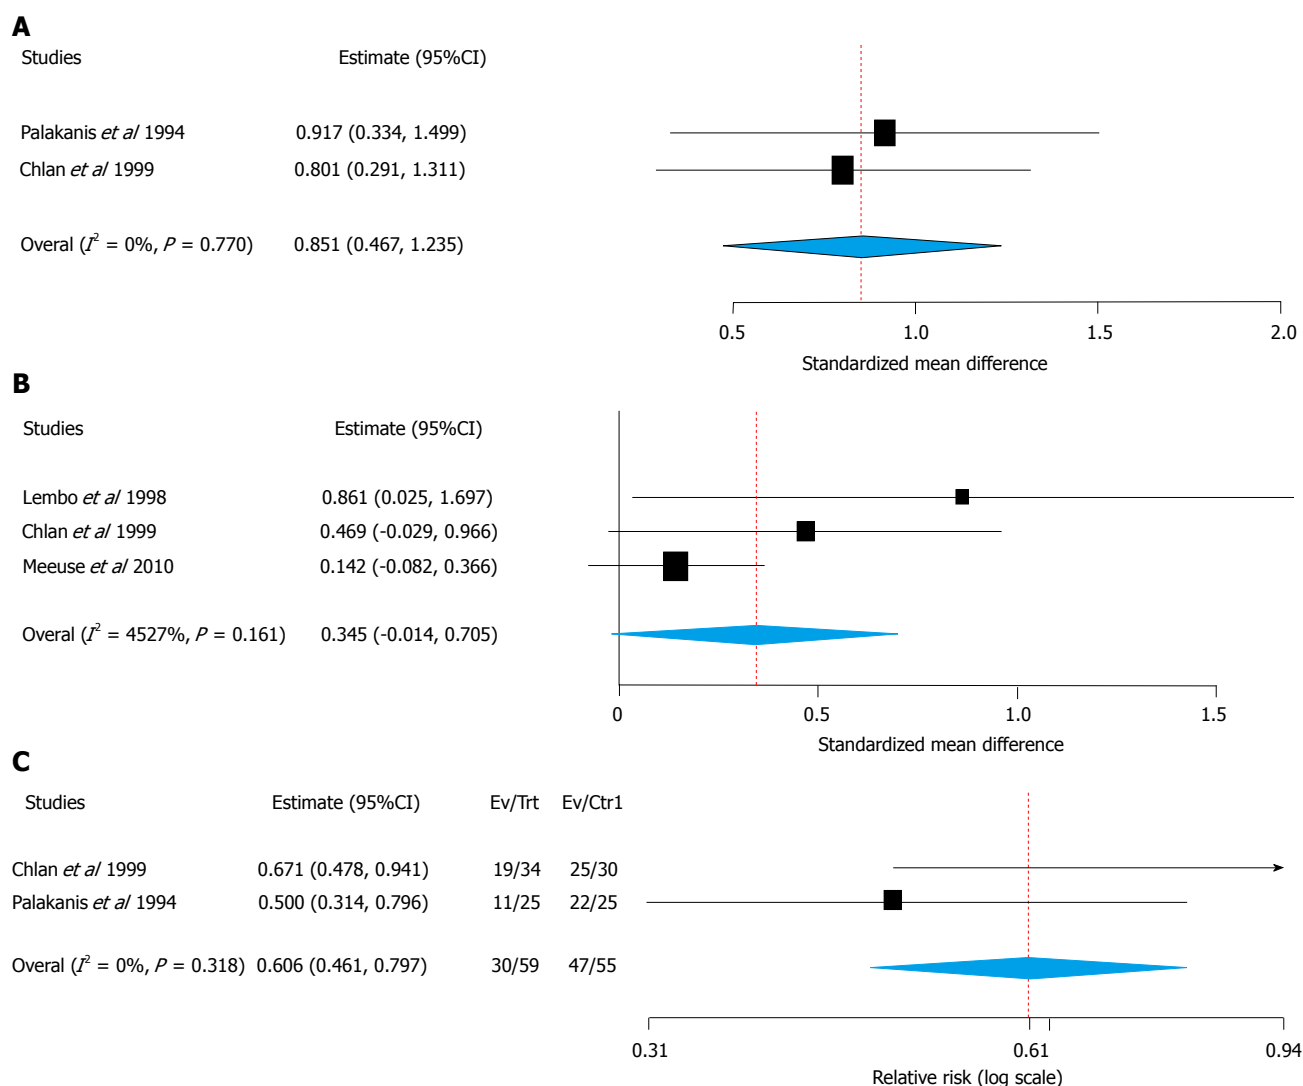 A
Studies Estimate (95%CI)
Palakanis et al 1994 0.917 (0.334, 1.499)
Chlan et al 1999 0.801 (0.291, 1.311)
Overal (I² = 0%, P = 0.770) 0.851 (0.467, 1.235)
0.5 1.0 1.5 2.0
Standardized mean difference
B
Studies Estimate (95%CI)
Lembo et al 1998 0.861 (0.025, 1.697)
Chlan et al 1999 0.469 (-0.029, 0.966)
Meeuse et al 2010 0.142 (-0.082, 0.366)
Overal (I² = 4527%, P = 0.161) 0.345 (-0.014, 0.705)
0 0.5 1.0 1.5
Standardized mean difference
C
Studies Estimate (95%CI) Ev/Trt Ev/Ctr1
Chlan et al 1999 0.671 (0.478, 0.941) 19/34 25/30
Palakanis et al 1994 0.500 (0.314, 0.796) 11/25 22/25
Overal (I² = 0%, P = 0.318) 0.606 (0.461, 0.797) 30/59 47/55
0.31 0.61 0.94
Relative risk (log scale)